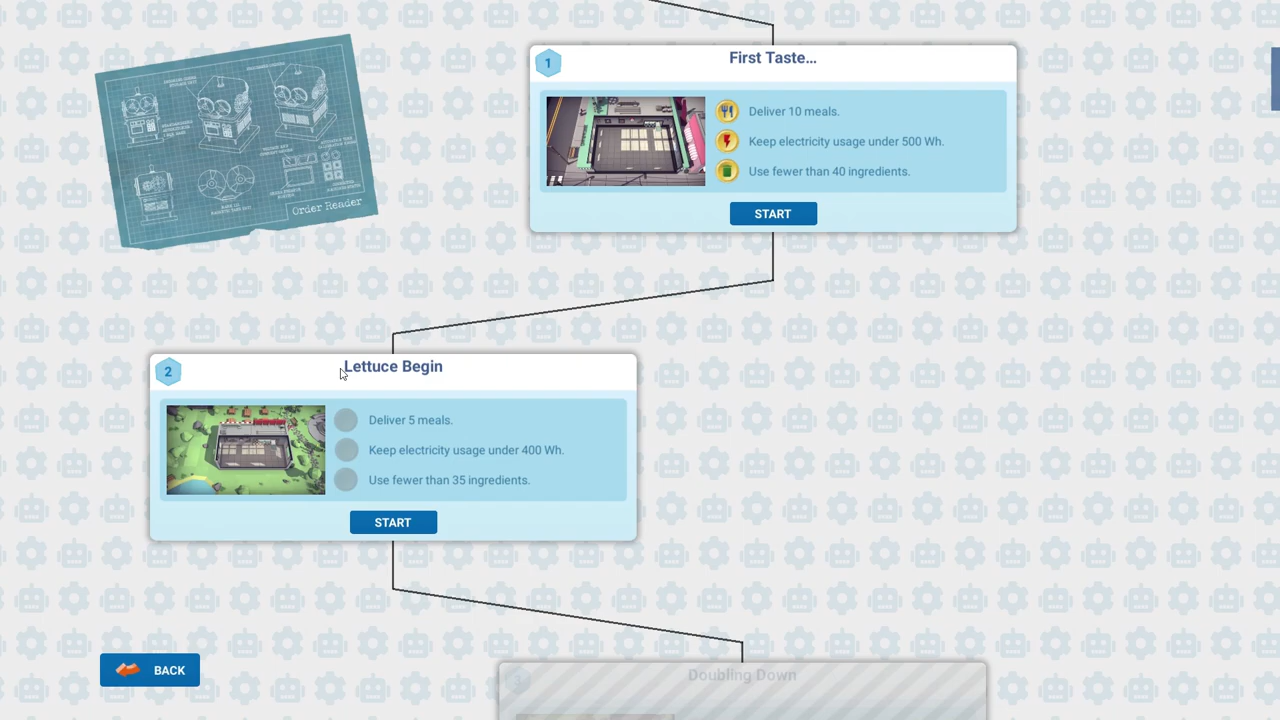 1
First Taste...
Deliver 10 meals.
Keep electricity usage under 500 Wh.
Use fewer than 40 ingredients.
START
Order Reader
2
Lettuce Begin
Deliver 5 meals.
Keep electricity usage under 400 Wh.
Use fewer than 35 ingredients.
START
BACK
Doubling Down